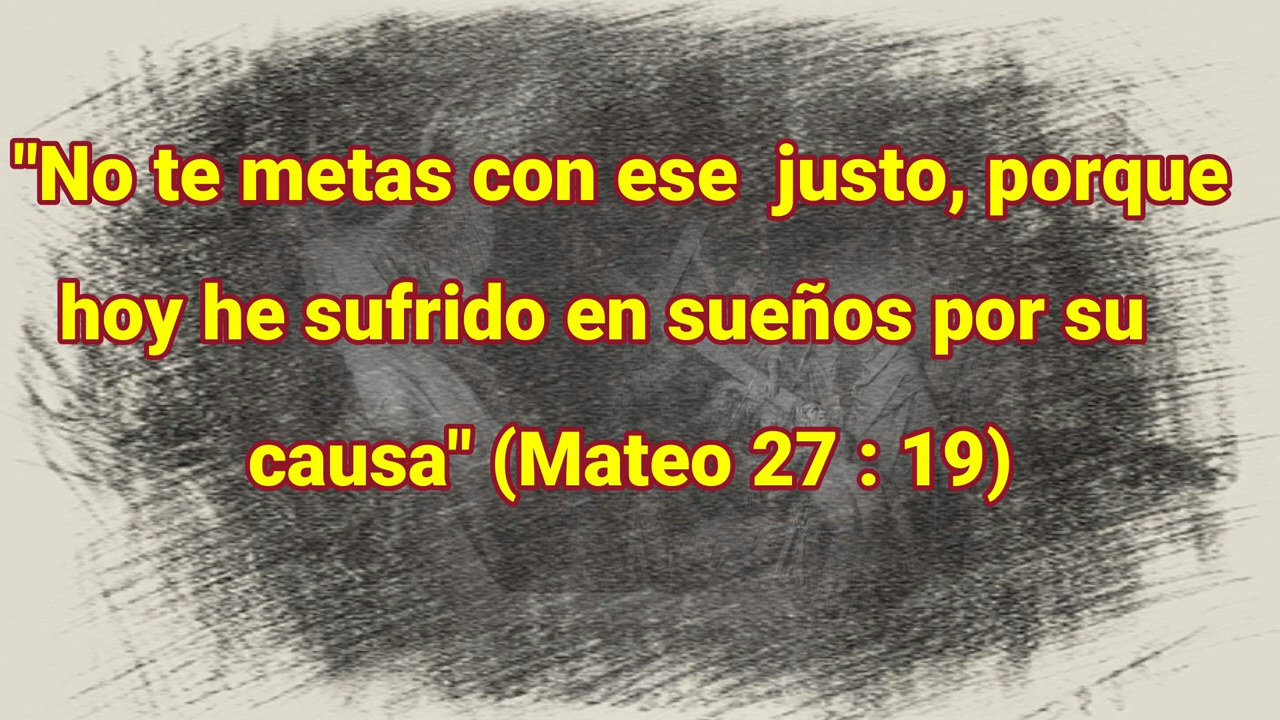 "No te metas con ese  justo, porque
hoy he sufrido en sueños por su
causa" (Mateo 27 : 19)